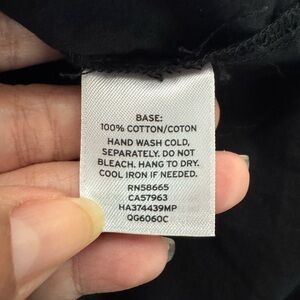 BASE:
100% COTTON/COTON
HAND WASH COLD,
SEPARATELY. DO NOT
BLEACH. HANG TO DRY.
COOL IRON IF NEEDED.
RN58665
CA57963
HA374439MP
QG6060C